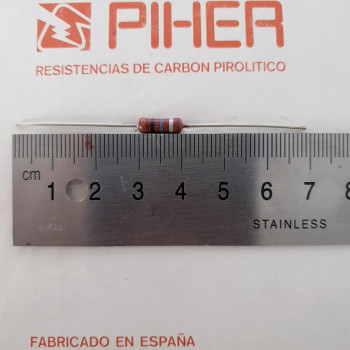 PIHER
RESISTENCIAS DE CARBON PIROLITICO
cm 1 2 3 4 5 6 7 8
STAINLESS
FABRICADO EN ESPAÑA